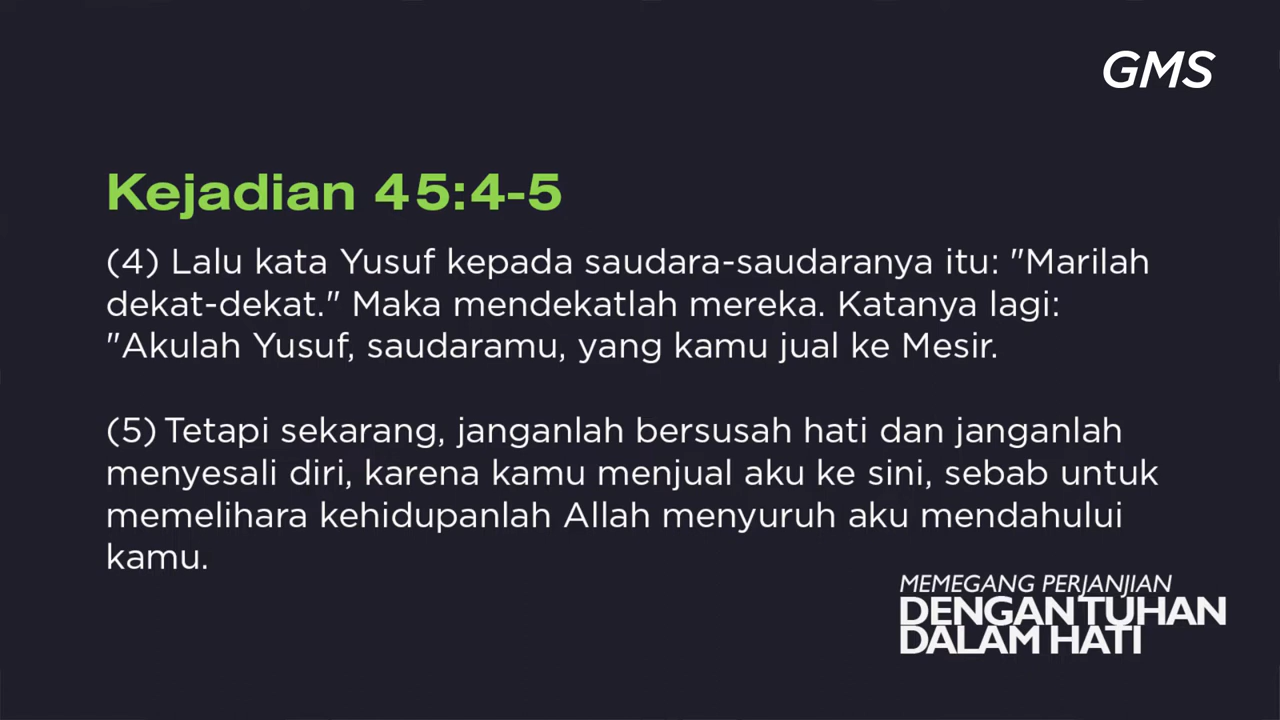 GMS
Kejadian 45:4-5
(4) Lalu kata Yusuf kepada saudara-saudaranya itu: "Marilah
dekat-dekat." Maka mendekatlah mereka. Katanya lagi:
"Akulah Yusuf, saudaramu, yang kamu jual ke Mesir.
(5) Tetapi sekarang, janganlah bersusah hati dan janganlah
menyesali diri, karena kamu menjual aku ke sini, sebab untuk
memelihara kehidupanlah Allah menyuruh aku mendahului
kamu.
MEMEGANG PERJANJIAN
DENGAN TUHAN
DALAM HATI